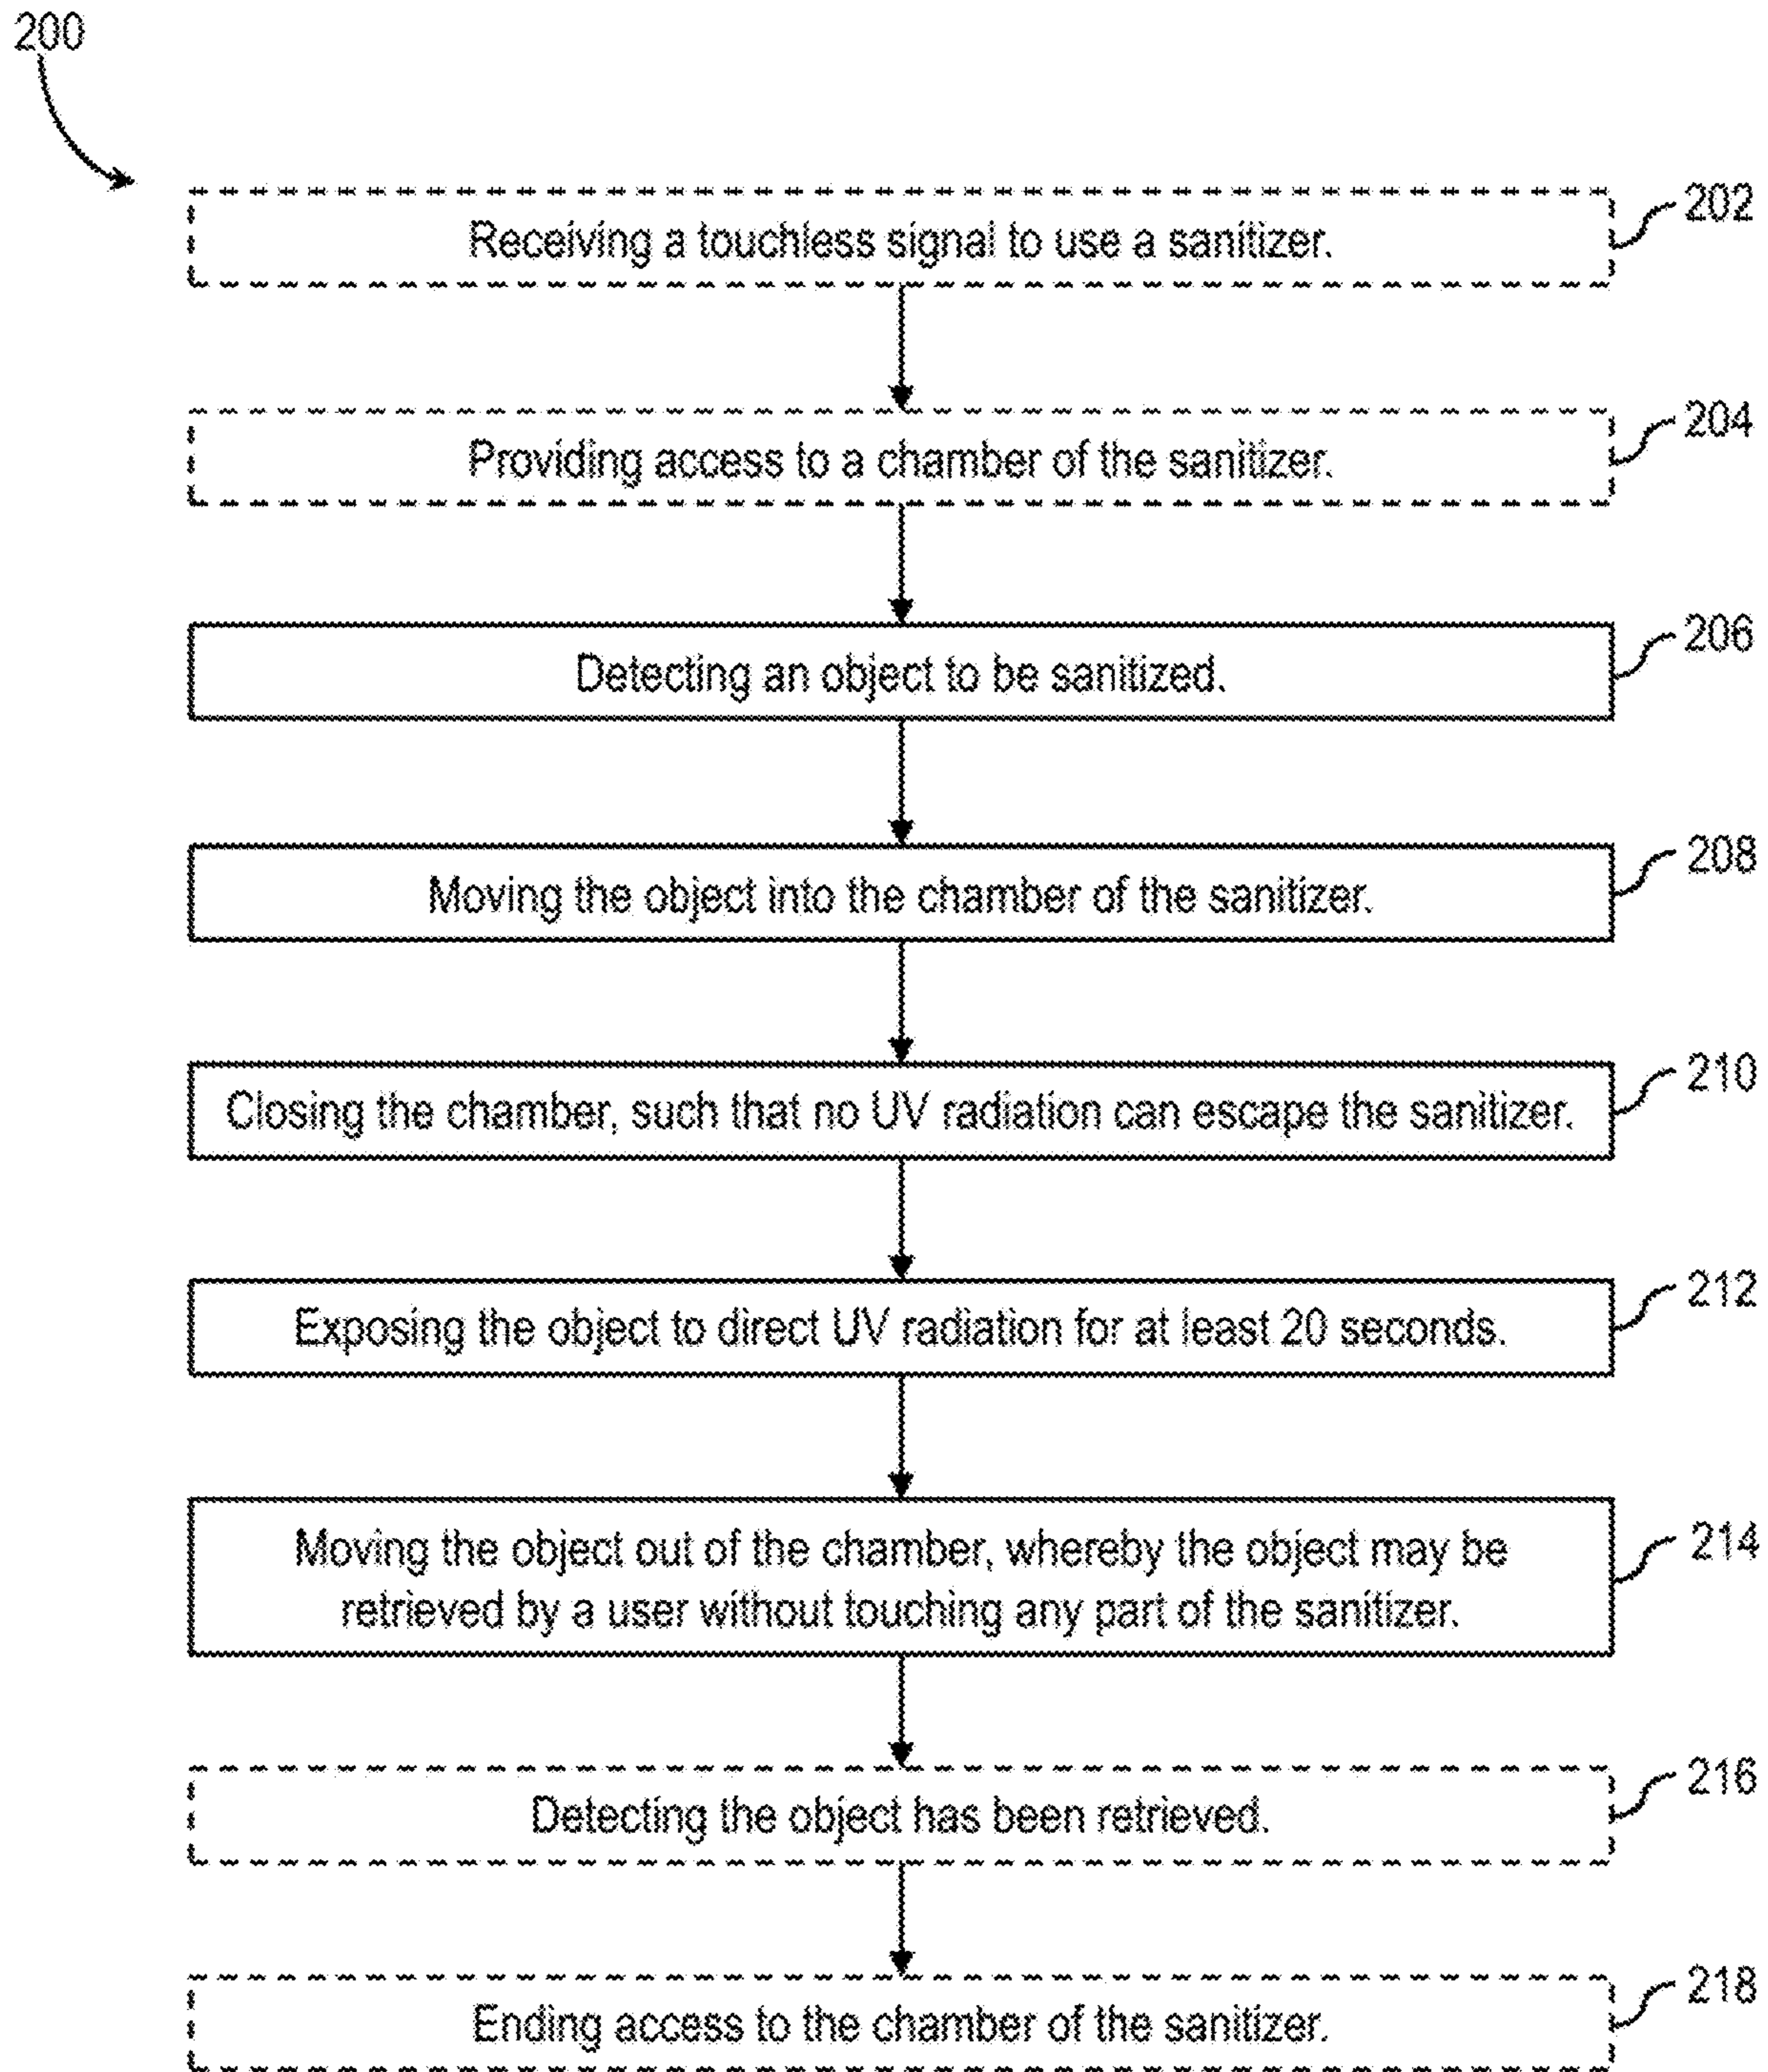 200
Receiving a touchless signal to use a sanitizer.
202
Providing access to a chamber of the sanitizer.
204
Detecting an object to be sanitized.
206
Moving the object into the chamber of the sanitizer.
208
Closing the chamber, such that no UV radiation can escape the sanitizer.
210
Exposing the object to direct UV radiation for at least 20 seconds.
212
Moving the object out of the chamber, whereby the object may be
retrieved by a user without touching any part of the sanitizer.
214
Detecting the object has been retrieved.
216
Ending access to the chamber of the sanitizer.
218